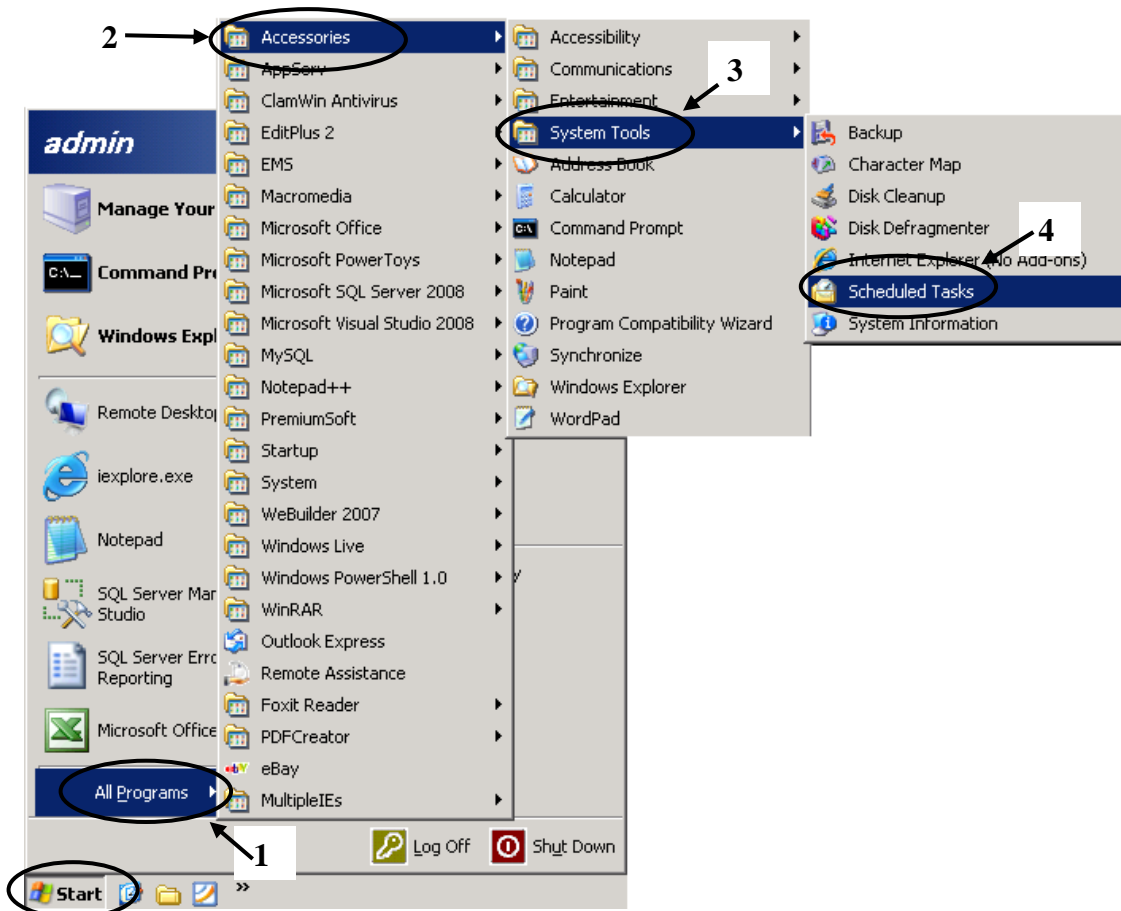 2
Accessories
AppServ
ClamWin Antivirus
EditPlus 2
EMS
Macromedia
Microsoft Office
Microsoft PowerToys
Microsoft SQL Server 2008
Microsoft Visual Studio 2008
MySQL
Notepad++
PremiumSoft
Startup
System
WeBuilder 2007
Windows Live
Windows PowerShell 1.0
WinRAR
Outlook Express
Remote Assistance
Foxit Reader
PDFCreator
eBay
MultipleIEs
Accessibility
Communications
3
Entertainment
System Tools
Address Book
Calculator
Command Prompt
Notepad
Paint
Program Compatibility Wizard
Synchronize
Windows Explorer
WordPad
Backup
Character Map
Disk Cleanup
Disk Defragmenter
4
Internet Explorer (No Add-ons)
Scheduled Tasks
System Information
admin
Manage Your
C:\_
Command Pr
Windows Expl
Remote Deskto
iexplore.exe
Notepad
SQL Server Ma
Studio
SQL Server Erro
Reporting
Microsoft Office
All Programs
1
Log Off
Shut Down
Start
»